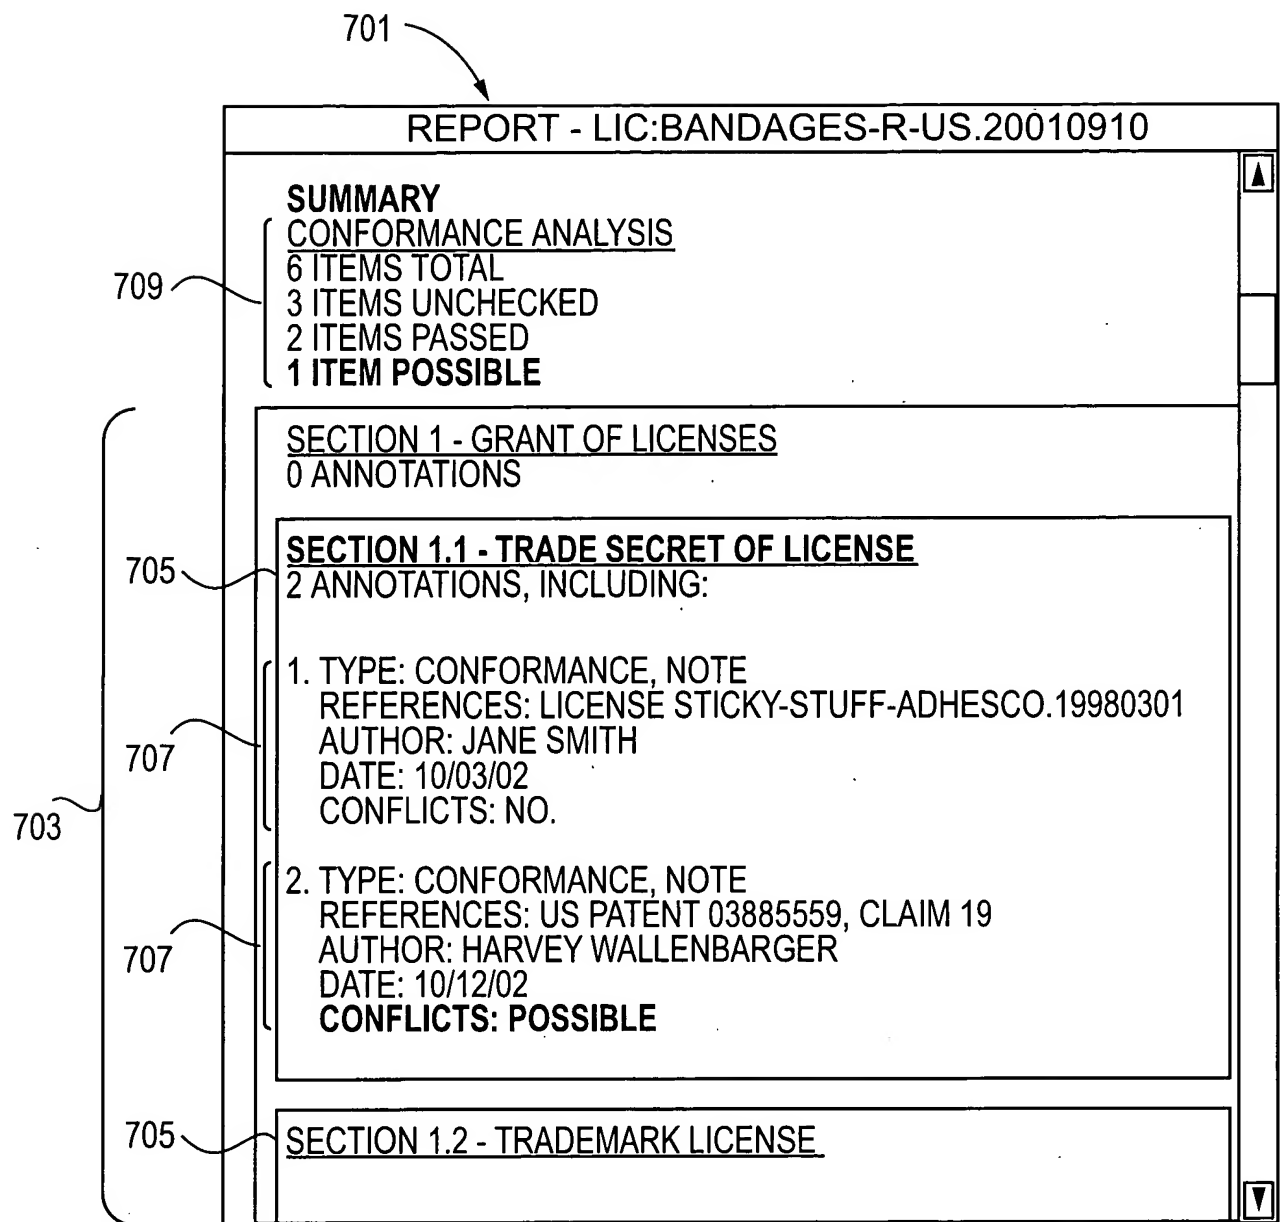 701
REPORT - LIC:BANDAGES-R-US.20010910
SUMMARY
CONFORMANCE ANALYSIS
709
6 ITEMS TOTAL
3 ITEMS UNCHECKED
2 ITEMS PASSED
1 ITEM POSSIBLE
703
SECTION 1 - GRANT OF LICENSES
0 ANNOTATIONS
705
SECTION 1.1 - TRADE SECRET OF LICENSE
2 ANNOTATIONS, INCLUDING:
707
1. TYPE: CONFORMANCE, NOTE
REFERENCES: LICENSE STICKY-STUFF-ADHESCO.19980301
AUTHOR: JANE SMITH
DATE: 10/03/02
CONFLICTS: NO.
707
2. TYPE: CONFORMANCE, NOTE
REFERENCES: US PATENT 03885559, CLAIM 19
AUTHOR: HARVEY WALLENBARGER
DATE: 10/12/02
CONFLICTS: POSSIBLE
705
SECTION 1.2 - TRADEMARK LICENSE